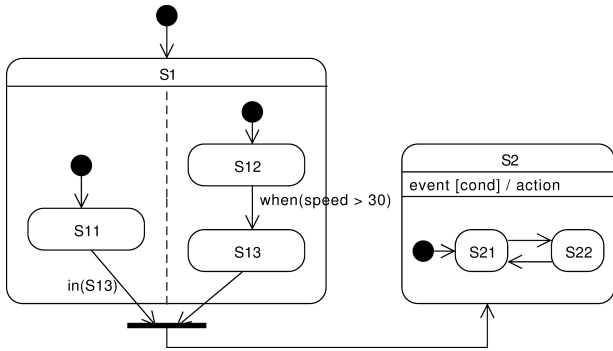 S1
S12
when(speed > 30)
S11
S13
in(S13)
S2
event [cond] / action
S21
S22